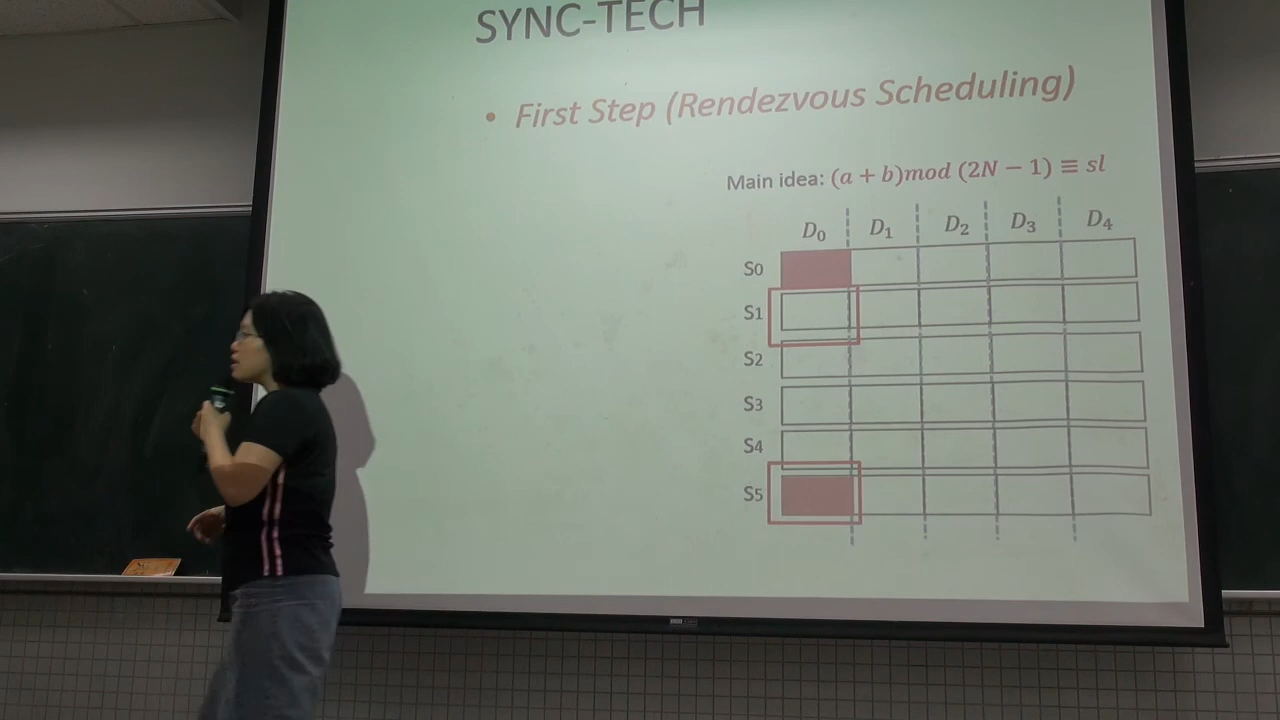 SYNC-TECH
• First Step (Rendezvous Scheduling)
Main idea: (a + b)mod (2N − 1) ≡ sl
D₀ D₁ D₂ D₃ D₄
S0
S1
S2
S3
S4
S5